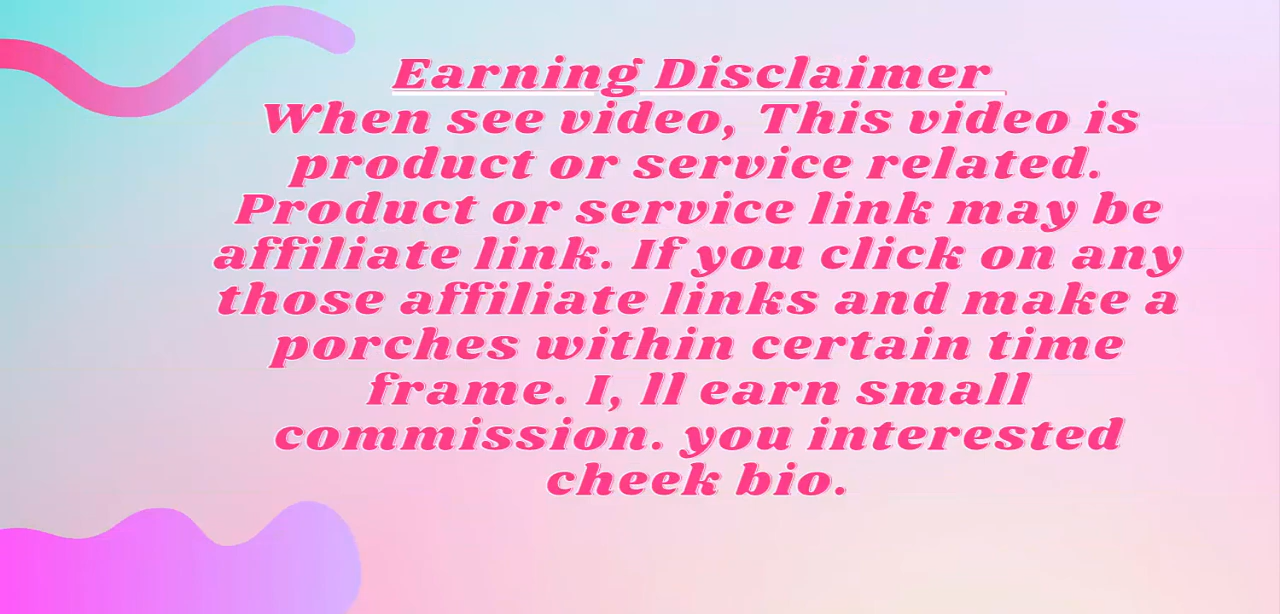 Earning Disclaimer
When see video, This video is
product or service related.
Product or service link may be
affiliate link. If you click on any
those affiliate links and make a
porches within certain time
frame. I, ll earn small
commission. you interested
cheek bio.